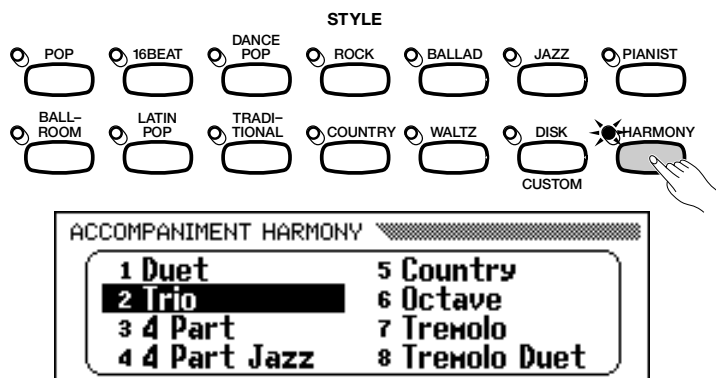 STYLE
POP 16BEAT DANCE POP ROCK BALLAD JAZZ PIANIST
BALL– ROOM LATIN POP TRADI– TIONAL COUNTRY WALTZ DISK HARMONY
CUSTOM
ACCOMPANIMENT HARMONY
1 Duet 5 Country
2 Trio 6 Octave
3 4 Part 7 Tremolo
4 4 Part Jazz 8 Tremolo Duet